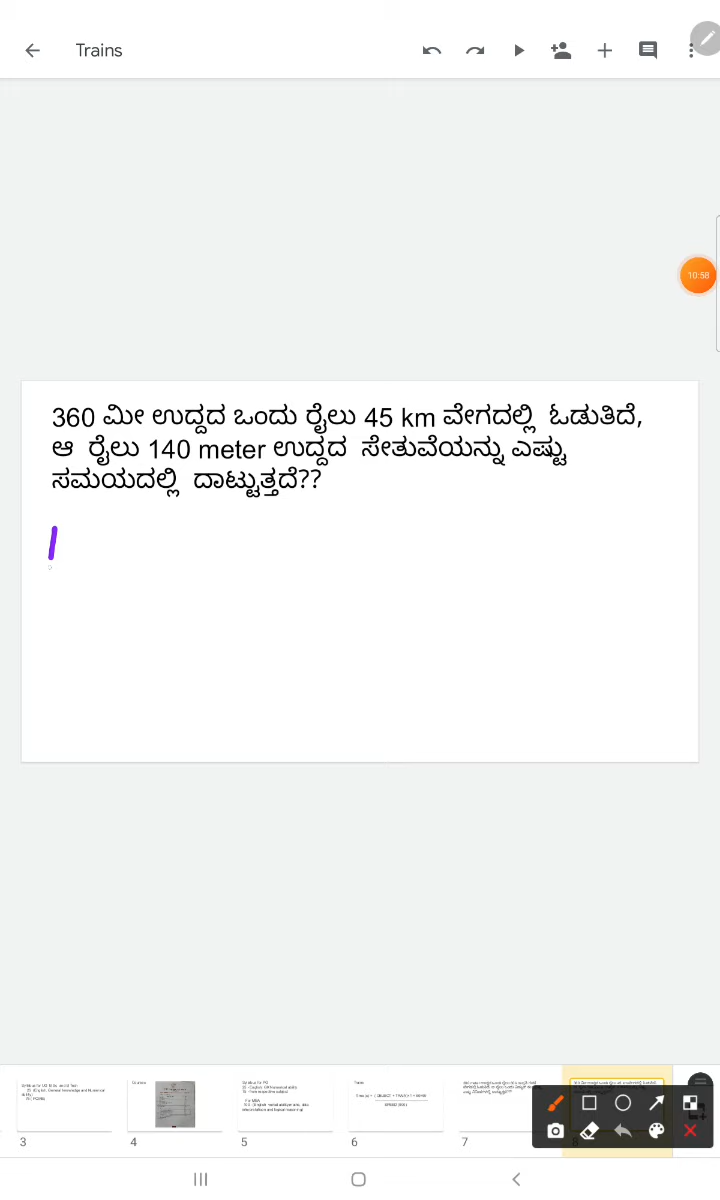 Trains
10:58
360 ಮೀ ಉದ್ದದ ಒಂದು ರೈಲು 45 km ವೇಗದಲ್ಲಿ ಓಡುತಿದೆ,
ಆ ರೈಲು 140 meter ಉದ್ದದ ಸೇತುವೆಯನ್ನು ಎಷ್ಟು
ಸಮಯದಲ್ಲಿ ದಾಟ್ಟುತ್ತದೆ??
3
4
5
6
7
8